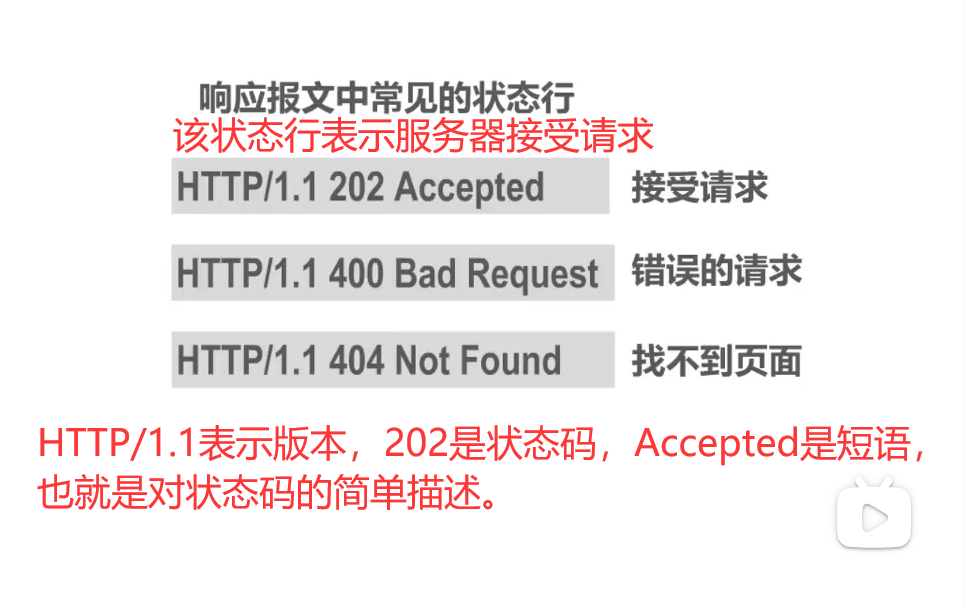 响应报文中常见的状态行
该状态行表示服务器接受请求
HTTP/1.1 202 Accepted 接受请求
HTTP/1.1 400 Bad Request 错误的请求
HTTP/1.1 404 Not Found 找不到页面
HTTP/1.1表示版本，202是状态码，Accepted是短语，
也就是对状态码的简单描述。